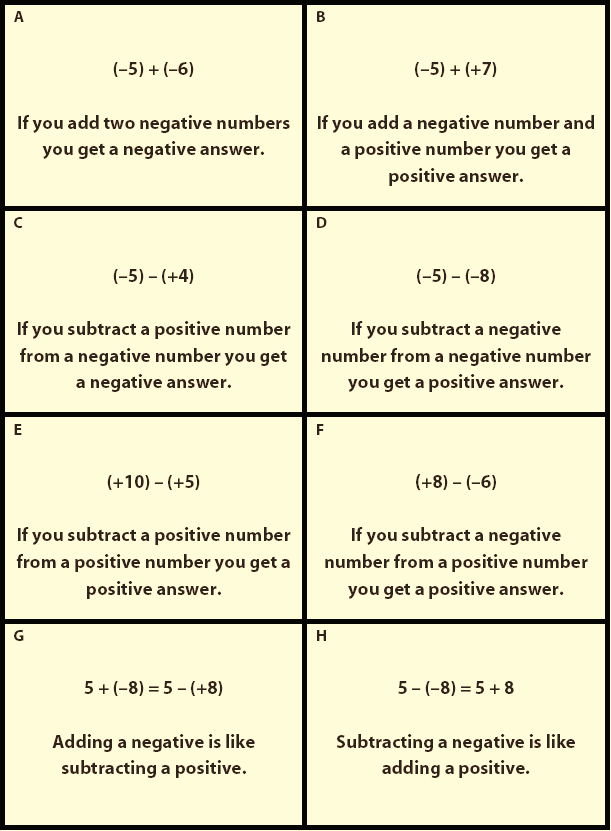 A
(–5) + (–6)
If you add two negative numbers
you get a negative answer.
B
(–5) + (+7)
If you add a negative number and
a positive number you get a
positive answer.
C
(–5) – (+4)
If you subtract a positive number
from a negative number you get
a negative answer.
D
(–5) – (–8)
If you subtract a negative
number from a negative number
you get a positive answer.
E
(+10) – (+5)
If you subtract a positive number
from a positive number you get a
positive answer.
F
(+8) – (–6)
If you subtract a negative
number from a positive number
you get a positive answer.
G
5 + (–8) = 5 – (+8)
Adding a negative is like
subtracting a positive.
H
5 – (–8) = 5 + 8
Subtracting a negative is like
adding a positive.